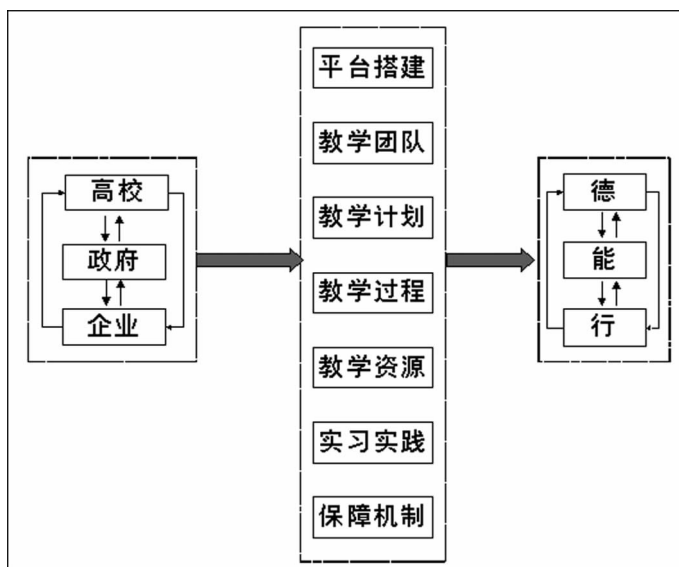 高校
政府
企业
平台搭建
教学团队
教学计划
教学过程
教学资源
实习实践
保障机制
德
能
行